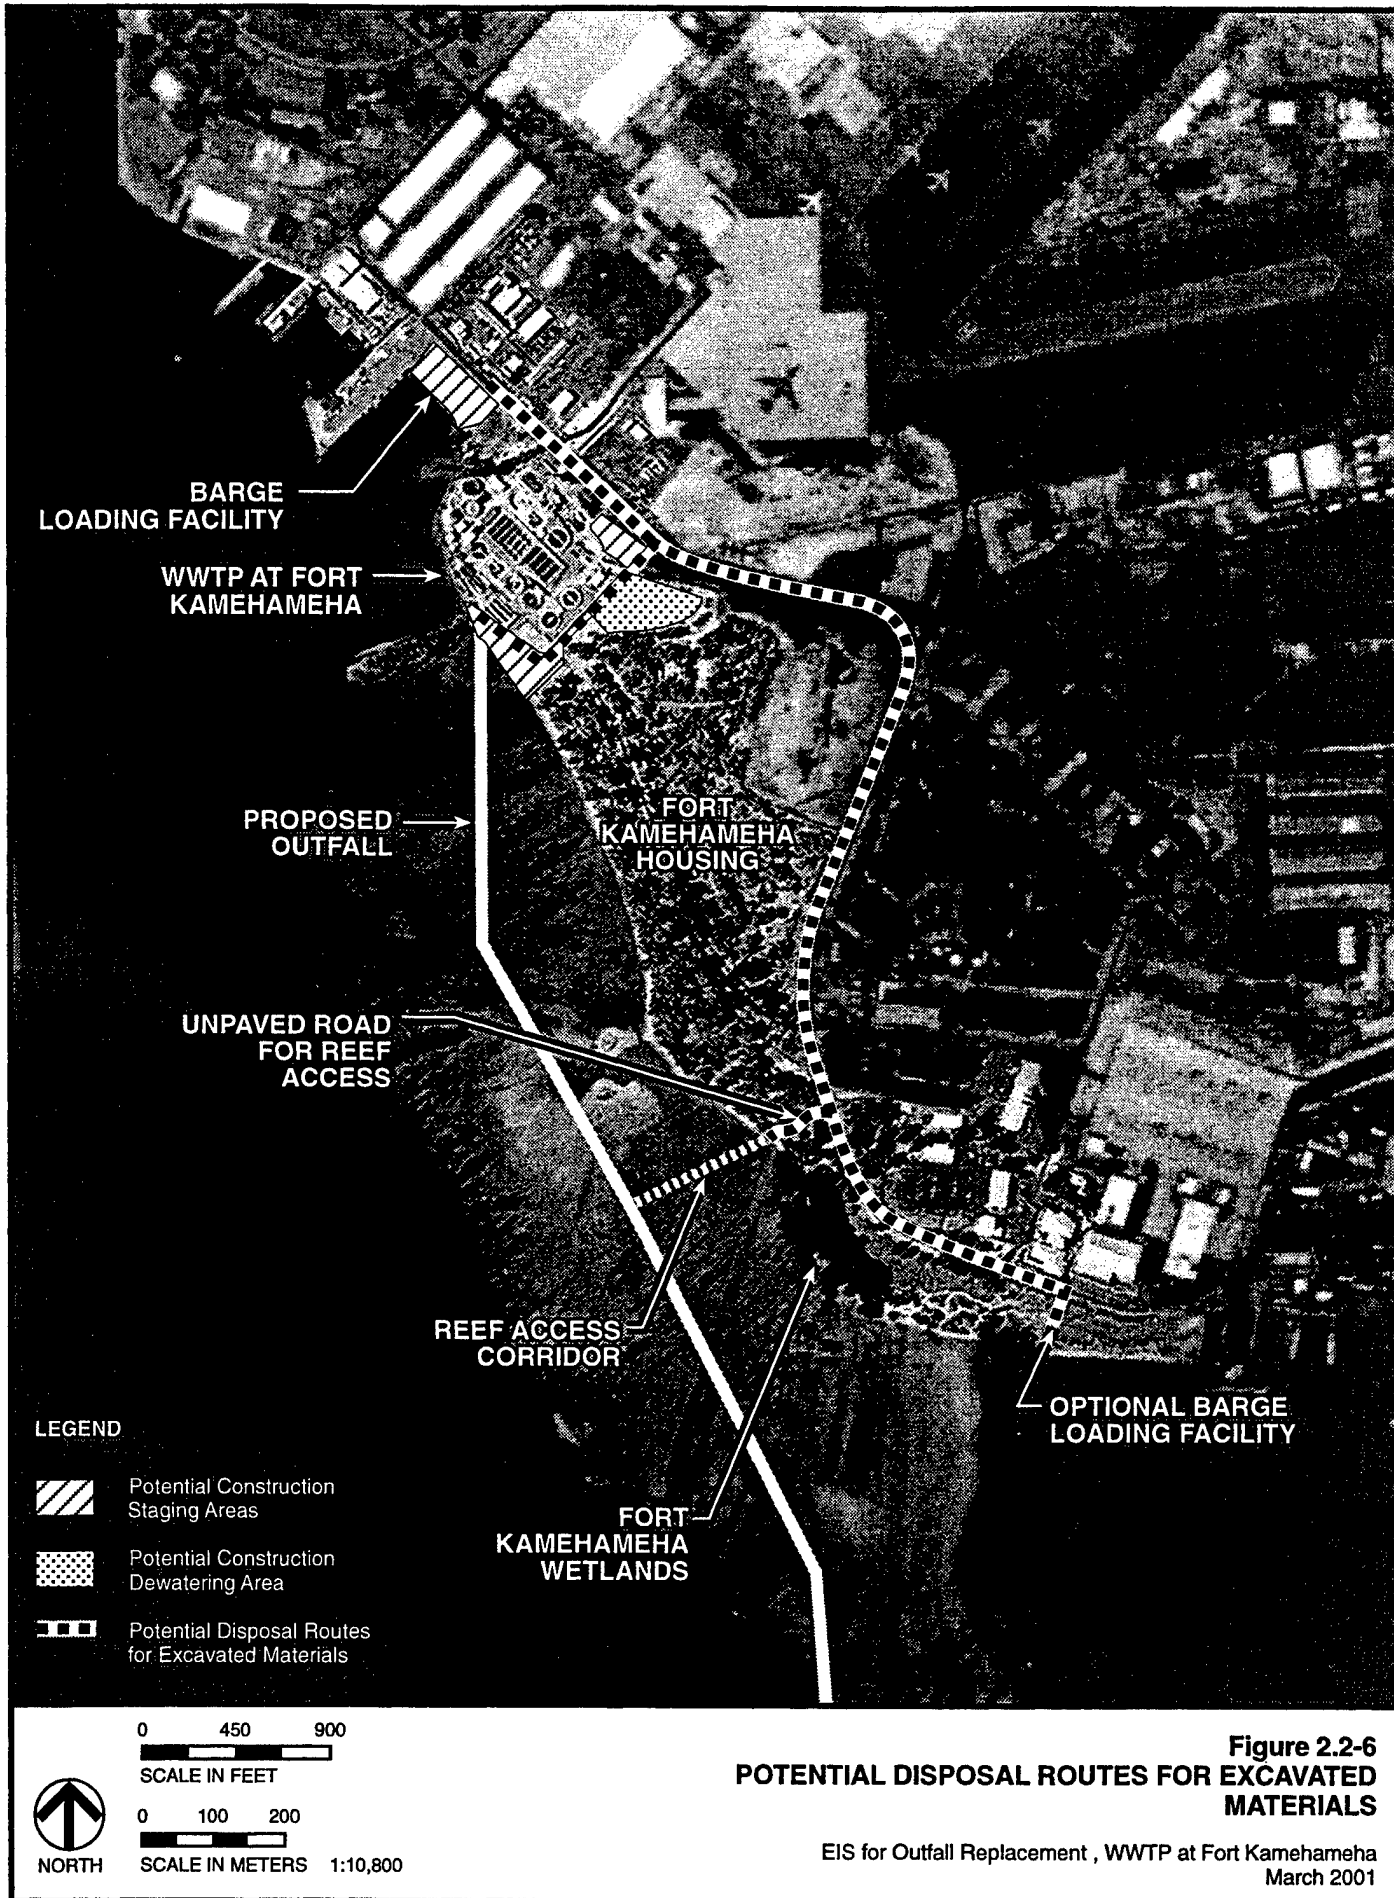 BARGE
LOADING FACILITY
WWTP AT FORT
KAMEHAMEHA
PROPOSED
OUTFALL
FORT
KAMEHAMEHA
HOUSING
UNPAVED ROAD
FOR REEF
ACCESS
REEF ACCESS
CORRIDOR
OPTIONAL BARGE
LOADING FACILITY
FORT
KAMEHAMEHA
WETLANDS
LEGEND
Potential Construction
Staging Areas
Potential Construction
Dewatering Area
Potential Disposal Routes
for Excavated Materials
0 450 900
SCALE IN FEET
0 100 200
SCALE IN METERS 1:10,800
NORTH
Figure 2.2-6
POTENTIAL DISPOSAL ROUTES FOR EXCAVATED
MATERIALS
EIS for Outfall Replacement , WWTP at Fort Kamehameha
March 2001